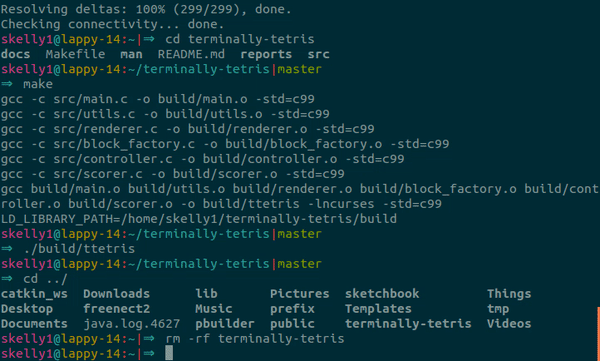 Resolving deltas: 100% (299/299), done.
Checking connectivity... done.
skelly1@lappy-14:~|⇒ cd terminally-tetris
docs Makefile man README.md reports src
skelly1@lappy-14:~/terminally-tetris|master
⇒ make
gcc -c src/main.c -o build/main.o -std=c99
gcc -c src/utils.c -o build/utils.o -std=c99
gcc -c src/renderer.c -o build/renderer.o -std=c99
gcc -c src/block_factory.c -o build/block_factory.o -std=c99
gcc -c src/controller.c -o build/controller.o -std=c99
gcc -c src/scorer.c -o build/scorer.o -std=c99
gcc build/main.o build/utils.o build/renderer.o build/block_factory.o build/cont
roller.o build/scorer.o -o build/ttetris -lncurses -std=c99
LD_LIBRARY_PATH=/home/skelly1/terminally-tetris/build
skelly1@lappy-14:~/terminally-tetris|master
⇒ ./build/ttetris
skelly1@lappy-14:~/terminally-tetris|master
⇒ cd ../
catkin_ws Downloads lib Pictures sketchbook Things
Desktop freenect2 Music prefix Templates tmp
Documents java.log.4627 pbuilder public terminally-tetris Videos
skelly1@lappy-14:~|⇒ rm -rf terminally-tetris
skelly1@lappy-14:~|⇒